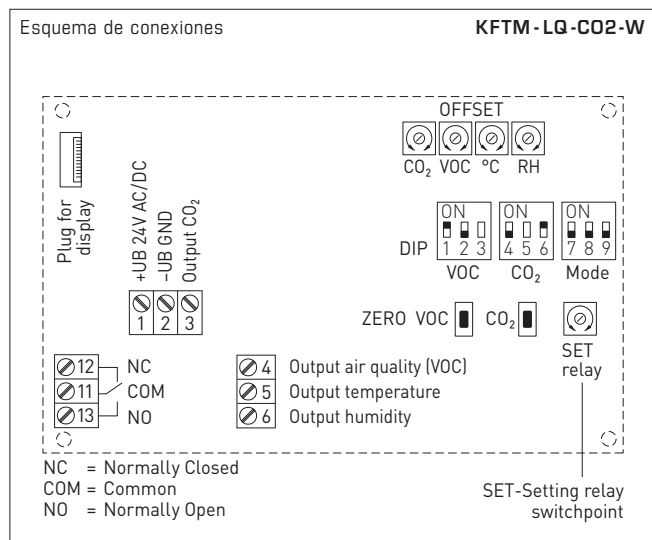 Esquema de conexiones
KFTM-LQ-CO2-W
OFFSET
CO₂ VOC °C RH
Plug for
display
+UB 24V AC/DC
-UB GND
Output CO₂
1 2 3
ON ON ON
DIP 1 2 3 4 5 6 7 8 9
VOC CO₂ Mode
ZERO VOC CO₂
SET
relay
12 NC
11 COM
13 NO
4 Output air quality (VOC)
5 Output temperature
6 Output humidity
NC = Normally Closed
COM = Common
NO = Normally Open
SET-Setting relay
switchpoint